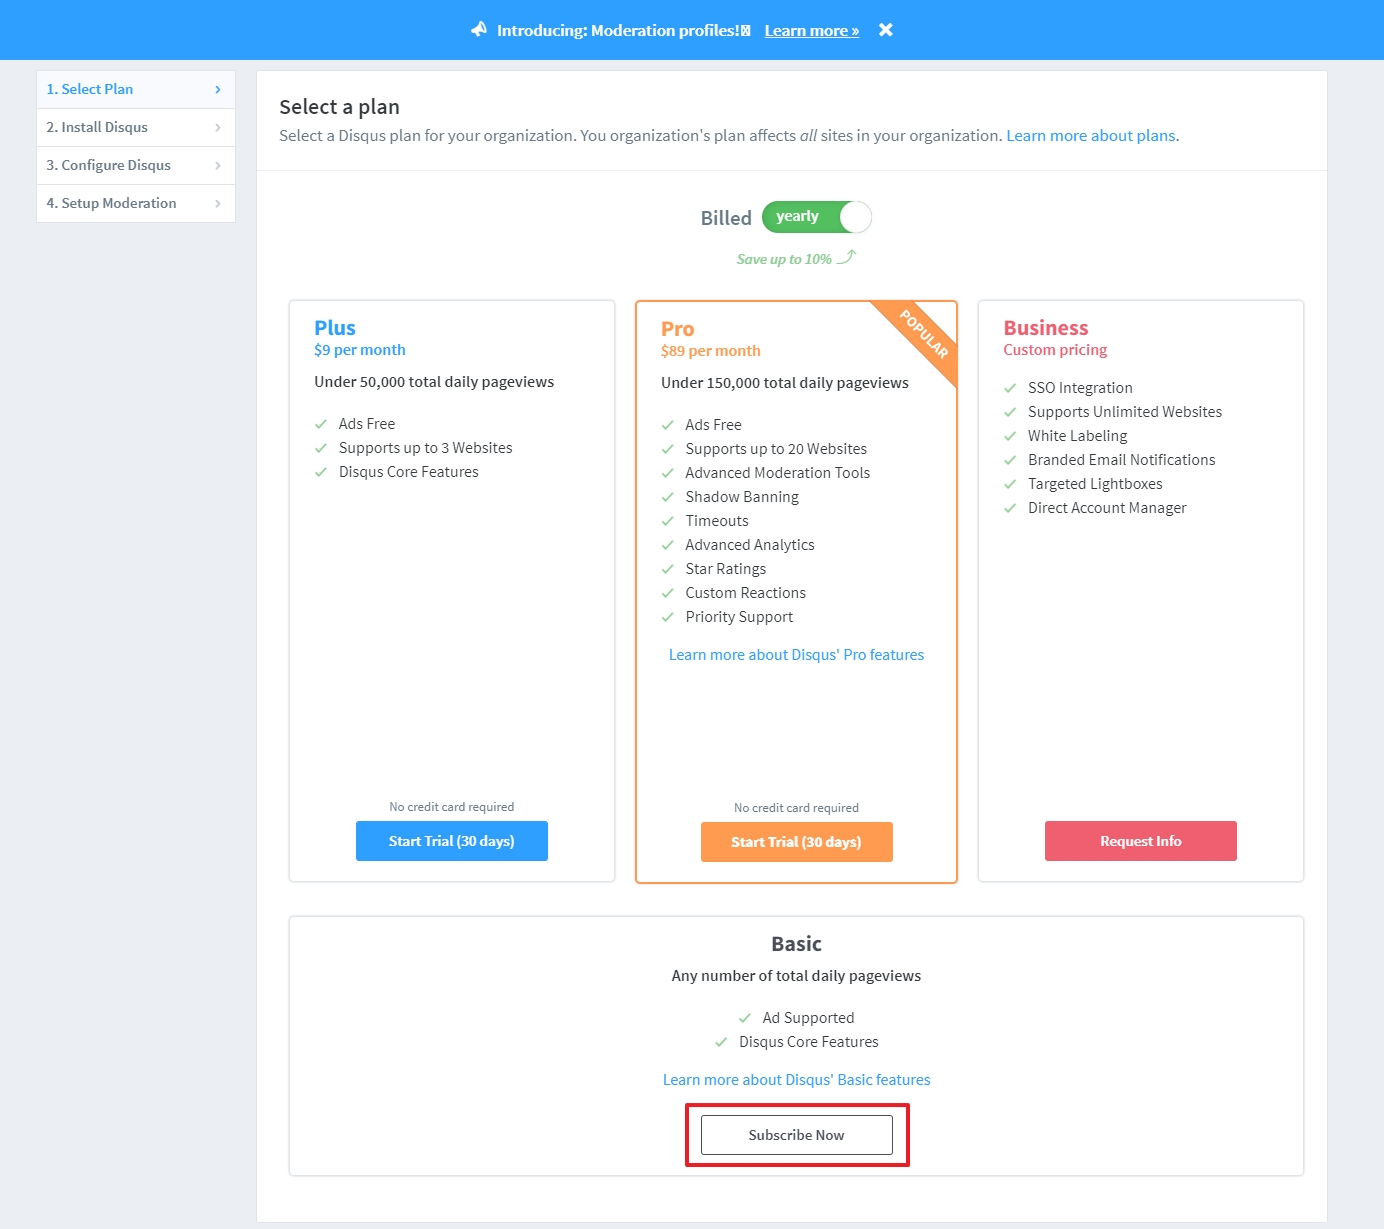 Introducing: Moderation profiles! Learn more »
1. Select Plan
2. Install Disqus
3. Configure Disqus
4. Setup Moderation
Select a plan
Select a Disqus plan for your organization. You organization's plan affects all sites in your organization. Learn more about plans.
Billed yearly
Save up to 10%
Plus
$9 per month
Under 50,000 total daily pageviews
Ads Free
Supports up to 3 Websites
Disqus Core Features
No credit card required
Start Trial (30 days)
POPULAR
Pro
$89 per month
Under 150,000 total daily pageviews
Ads Free
Supports up to 20 Websites
Advanced Moderation Tools
Shadow Banning
Timeouts
Advanced Analytics
Star Ratings
Custom Reactions
Priority Support
Learn more about Disqus' Pro features
No credit card required
Start Trial (30 days)
Business
Custom pricing
SSO Integration
Supports Unlimited Websites
White Labeling
Branded Email Notifications
Targeted Lightboxes
Direct Account Manager
Request Info
Basic
Any number of total daily pageviews
Ad Supported
Disqus Core Features
Learn more about Disqus' Basic features
Subscribe Now